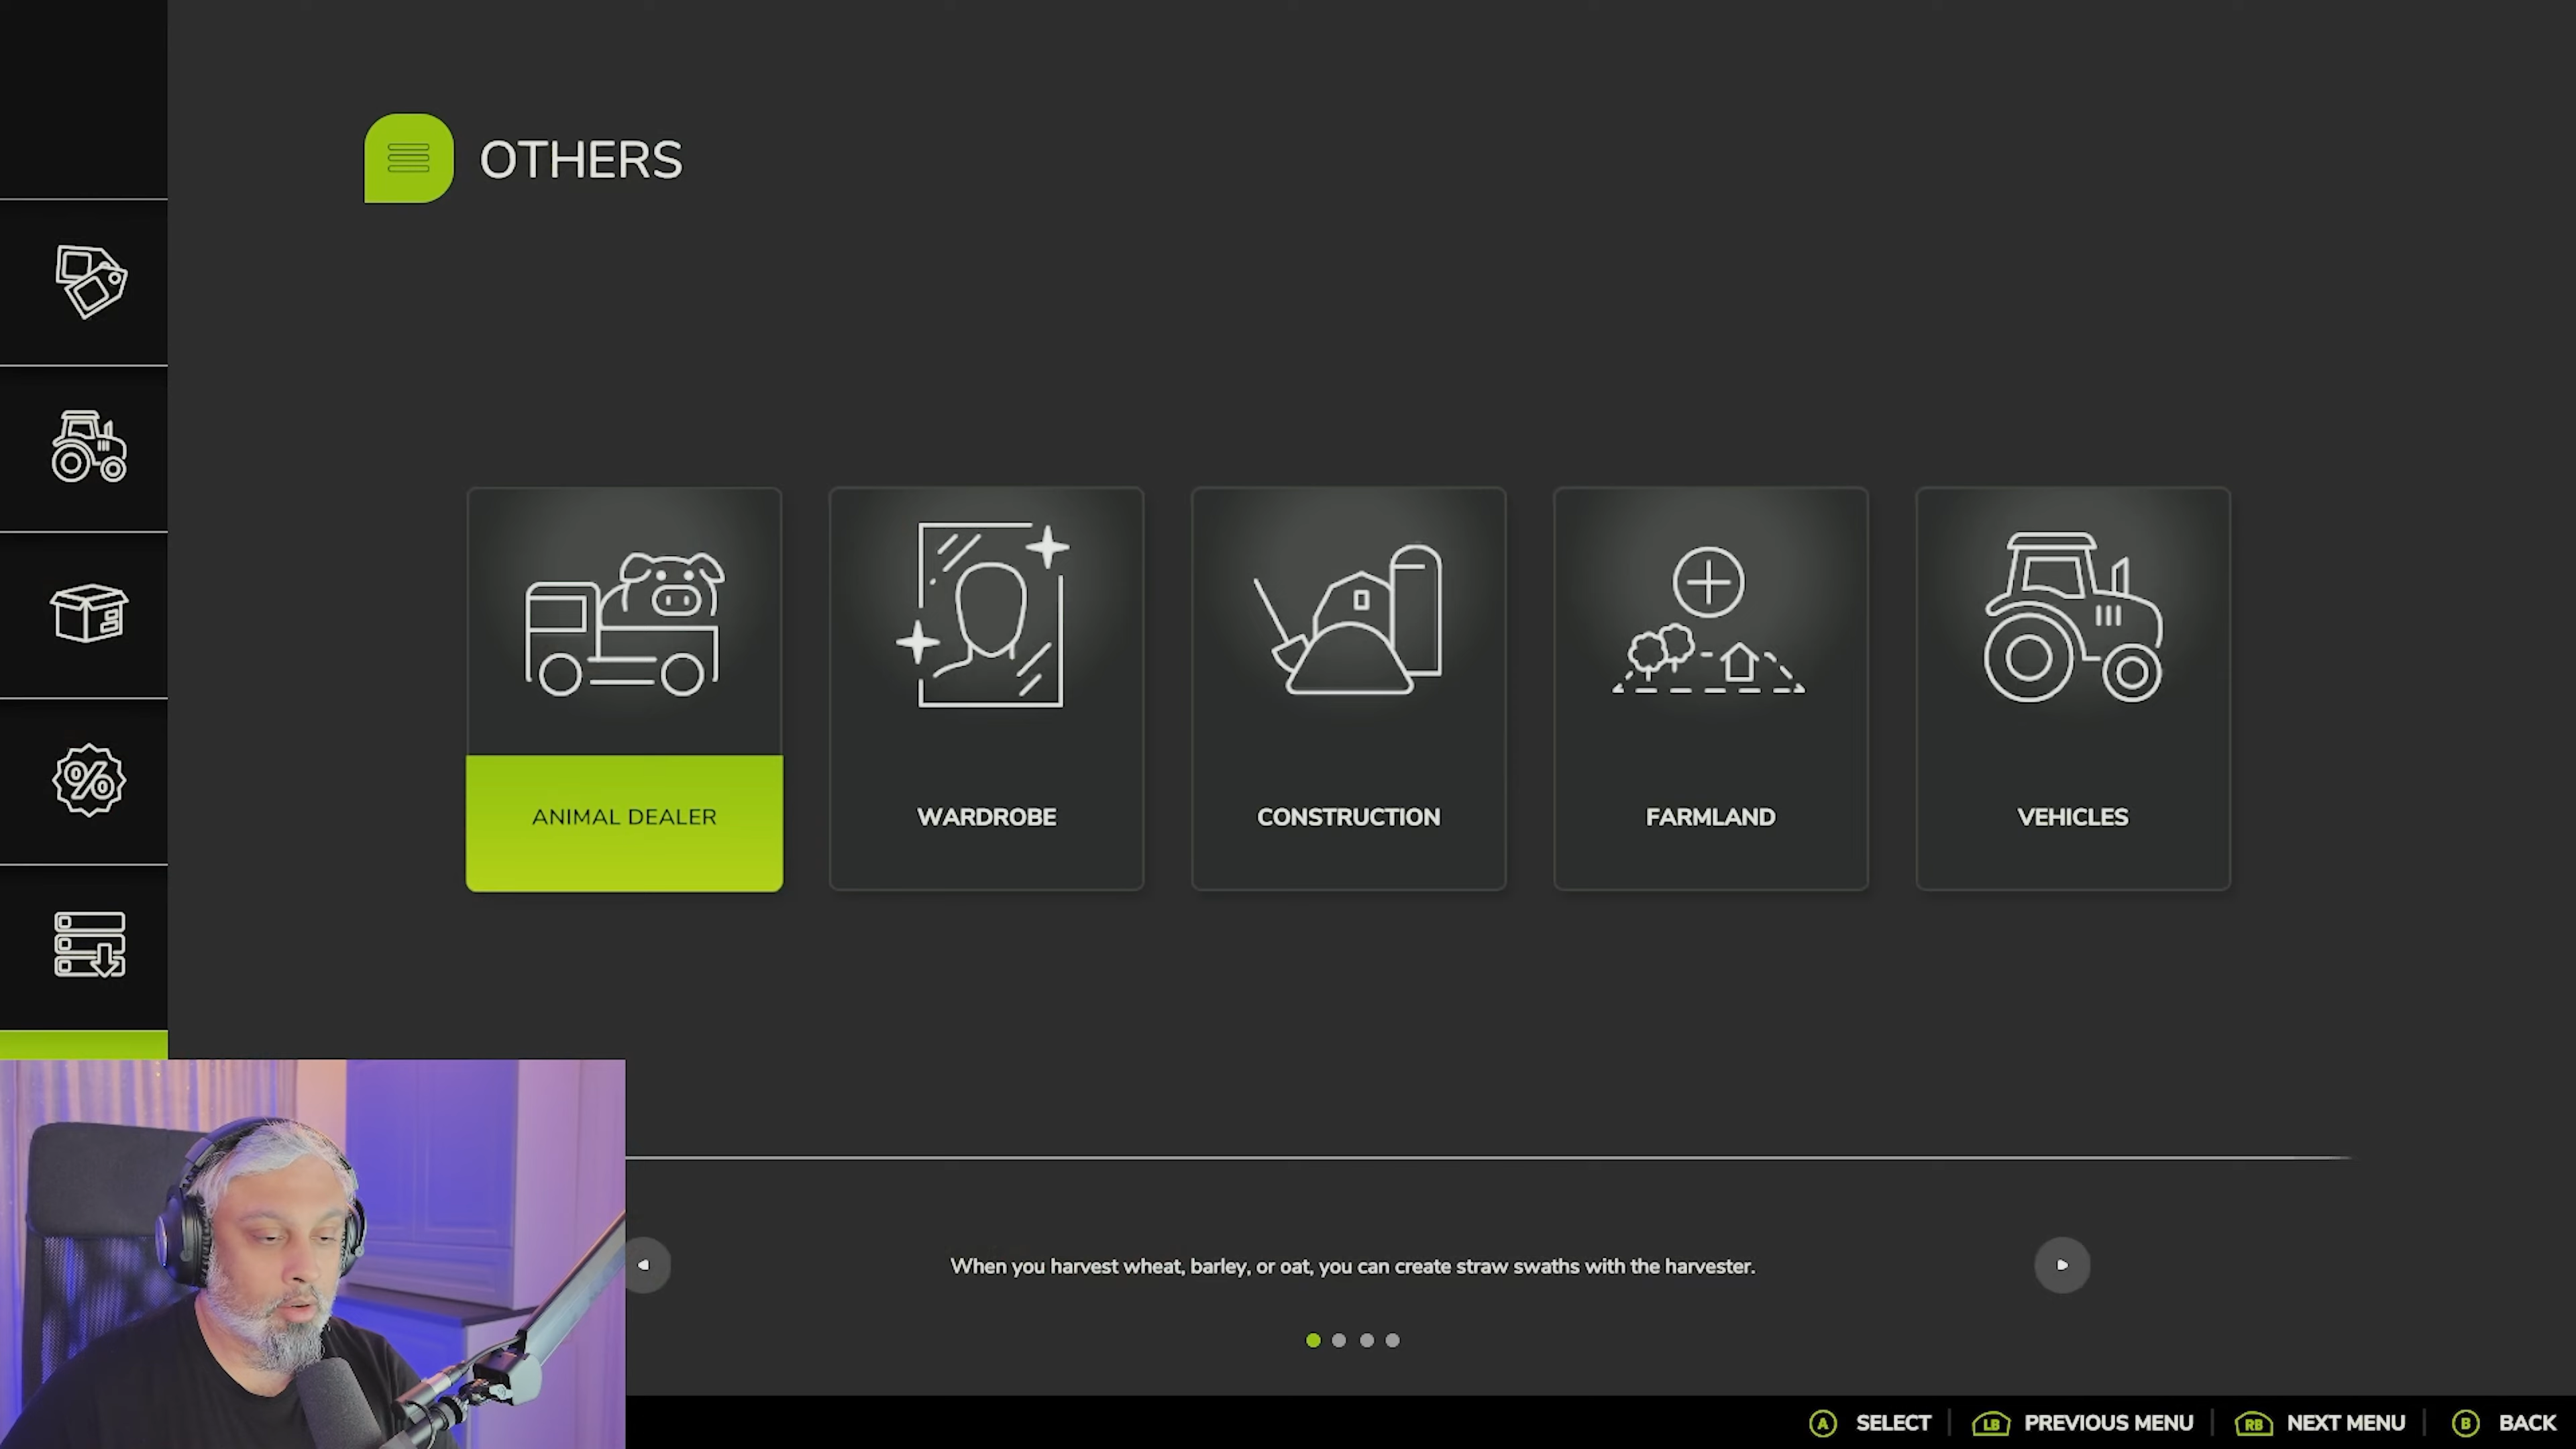 OTHERS
ANIMAL DEALER
WARDROBE
CONSTRUCTION
FARMLAND
VEHICLES
When you harvest wheat, barley, or oat, you can create straw swaths with the harvester.
A SELECT LB PREVIOUS MENU RB NEXT MENU B BACK